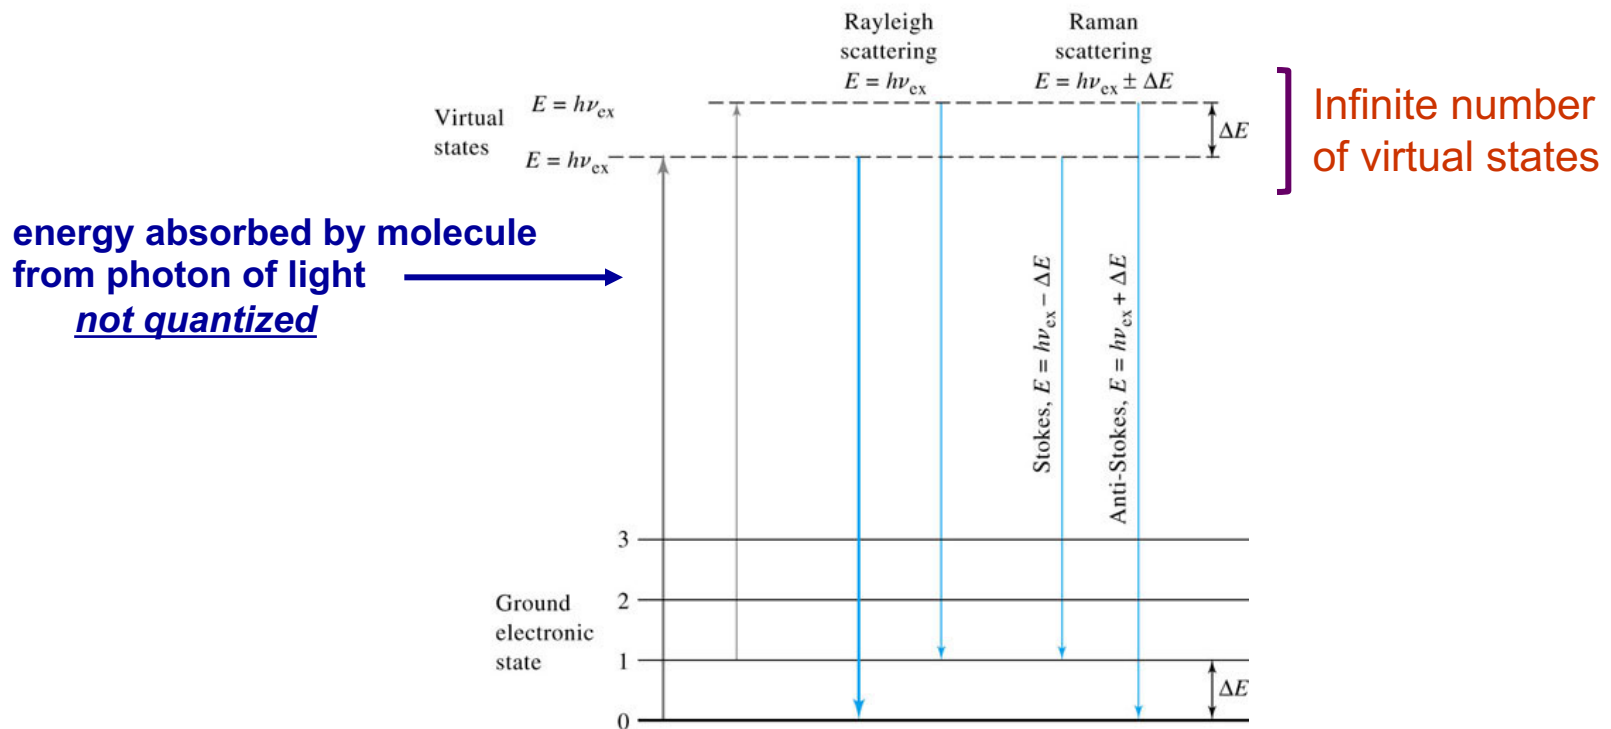 Rayleigh
scattering
E = hν_ex
Raman
scattering
E = hν_ex ± ΔE
Virtual
states
E = hν_ex
E = hν_ex
ΔE
Infinite number
of virtual states
energy absorbed by molecule
from photon of light
not quantized
Stokes, E = hν_ex − ΔE
Anti-Stokes, E = hν_ex + ΔE
3
2
Ground
electronic
state
1
ΔE
0